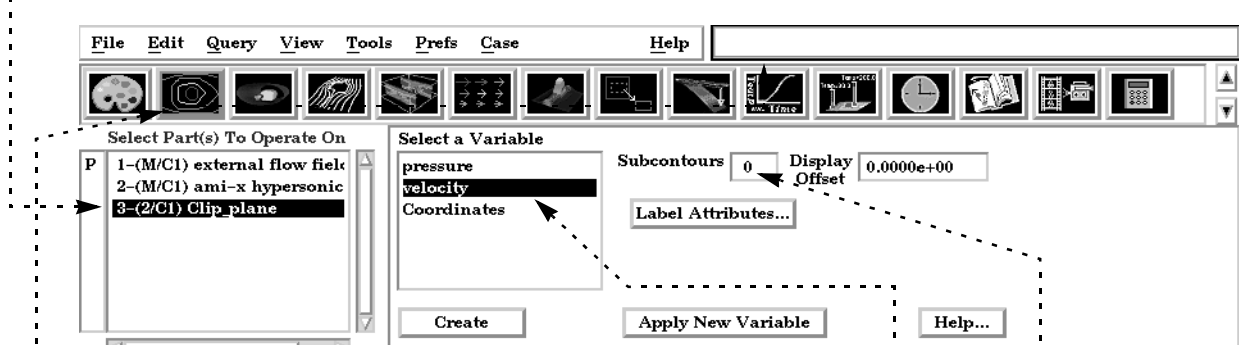 File Edit Query View Tools Prefs Case Help
Time
Select Part(s) To Operate On
P
1-(M/C1) external flow field
2-(M/C1) ami-x hypersonic
3-(2/C1) Clip_plane
Select a Variable
pressure
velocity
Coordinates
Subcontours 0 Display Offset 0.0000e+00
Label Attributes...
Create Apply New Variable Help...